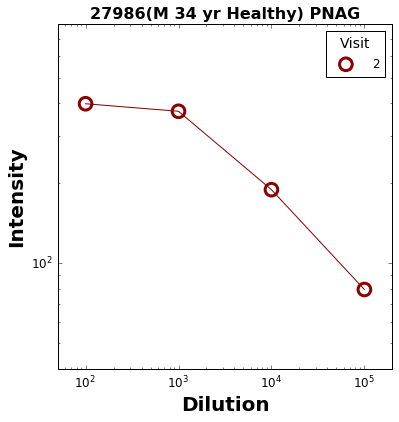 27986(M 34 yr Healthy) PNAG
Visit
2
Intensity
10²
10² 10³ 10⁴ 10⁵
Dilution